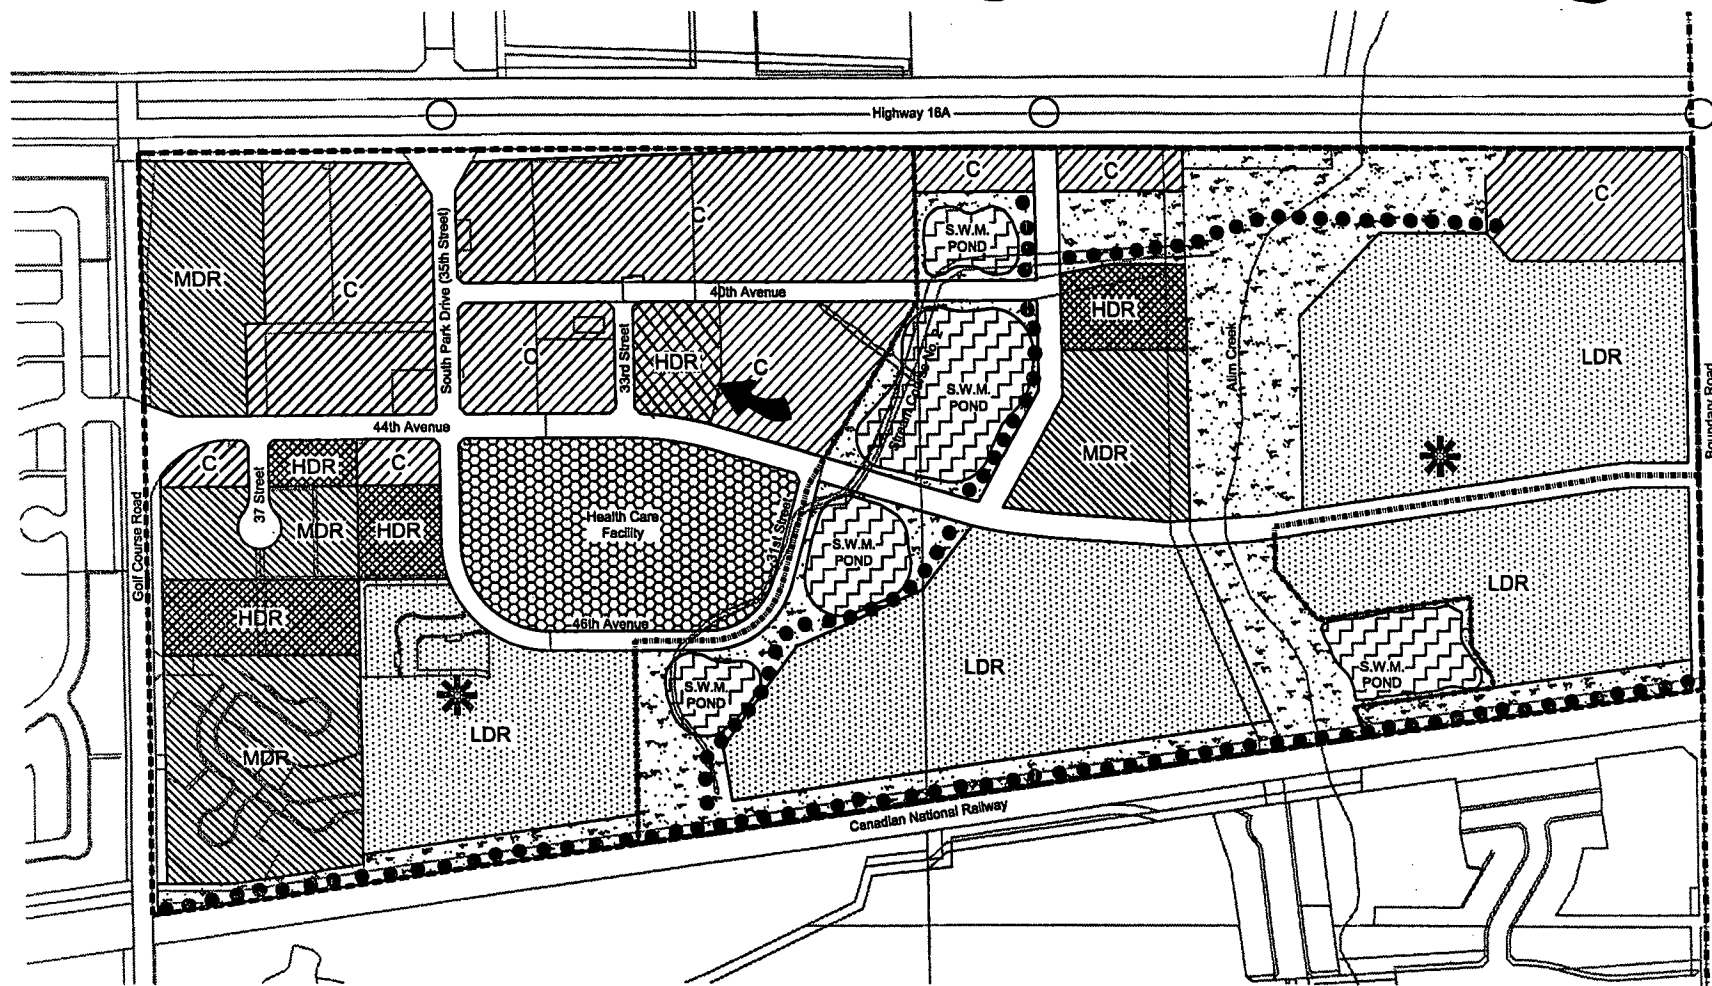 Highway 16A
C
C
C
C
S.W.M.
POND
MDR
C
South Park Drive (35th Street)
40th Avenue
HDR
C
33rd Street
HDR
C
Atim Creek
LDR
S.W.M.
POND
Boundary Road
44th Avenue
MDR
C
HDR
C
37 Street
MDR
HDR
Health Care
Facility
31st Street
S.W.M.
POND
Golf Course Road
HDR
46th Avenue
LDR
LDR
S.W.M.
POND
S.W.M.
POND
LDR
MDR
Canadian National Railway